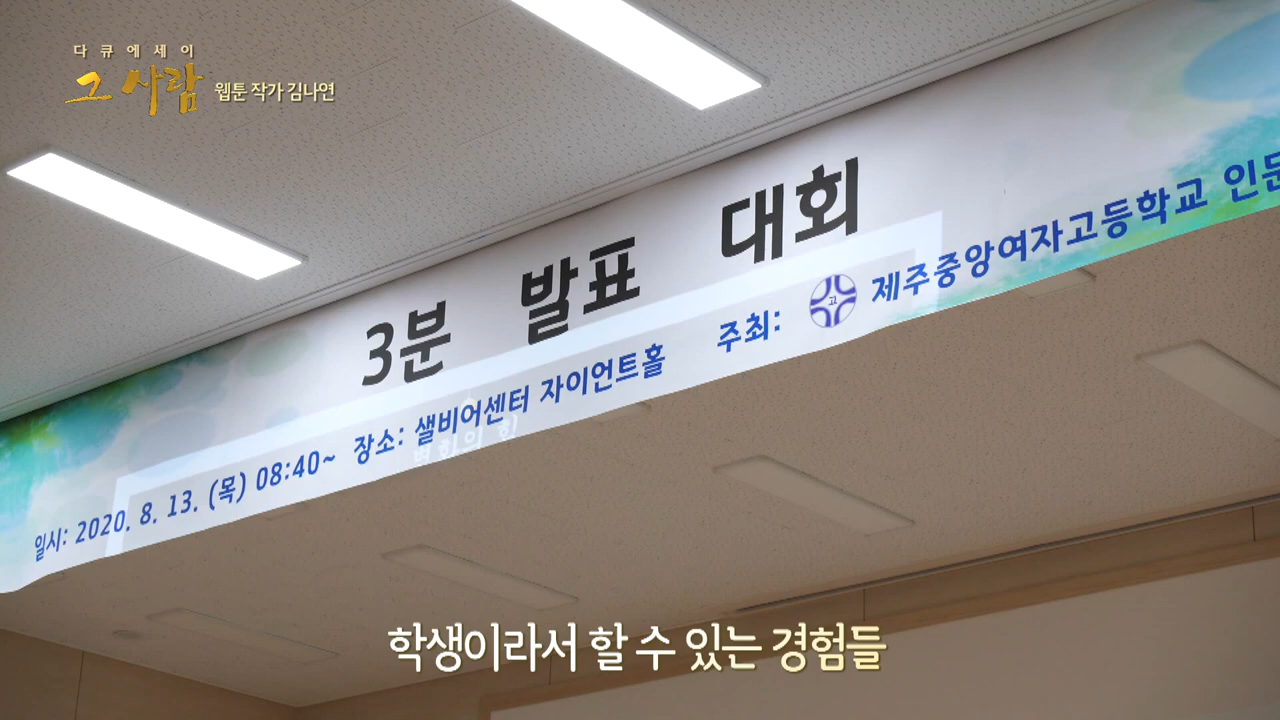 다큐에세이
그 사람 웹툰 작가 김나연
3분 발표 대회
일시: 2020. 8. 13. (목) 08:40~ 장소: 샐비어센터 자이언트홀 주최: 고 제주중앙여자고등학교
학생이라서 할 수 있는 경험들